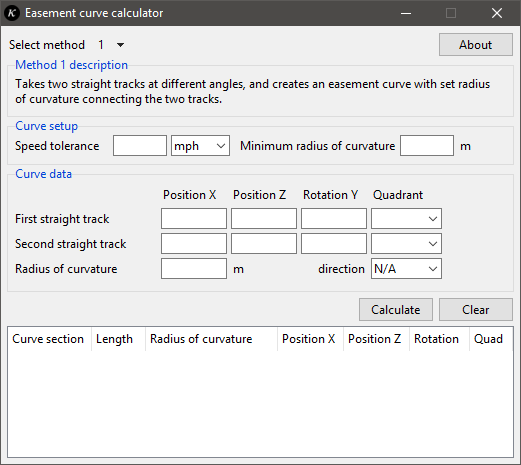 K Easement curve calculator
Select method 1 About
Method 1 description
Takes two straight tracks at different angles, and creates an easement curve with set radius
of curvature connecting the two tracks.
Curve setup
Speed tolerance mph Minimum radius of curvature m
Curve data
Position X Position Z Rotation Y Quadrant
First straight track
Second straight track
Radius of curvature m direction N/A
Calculate Clear
Curve section Length Radius of curvature Position X Position Z Rotation Quad